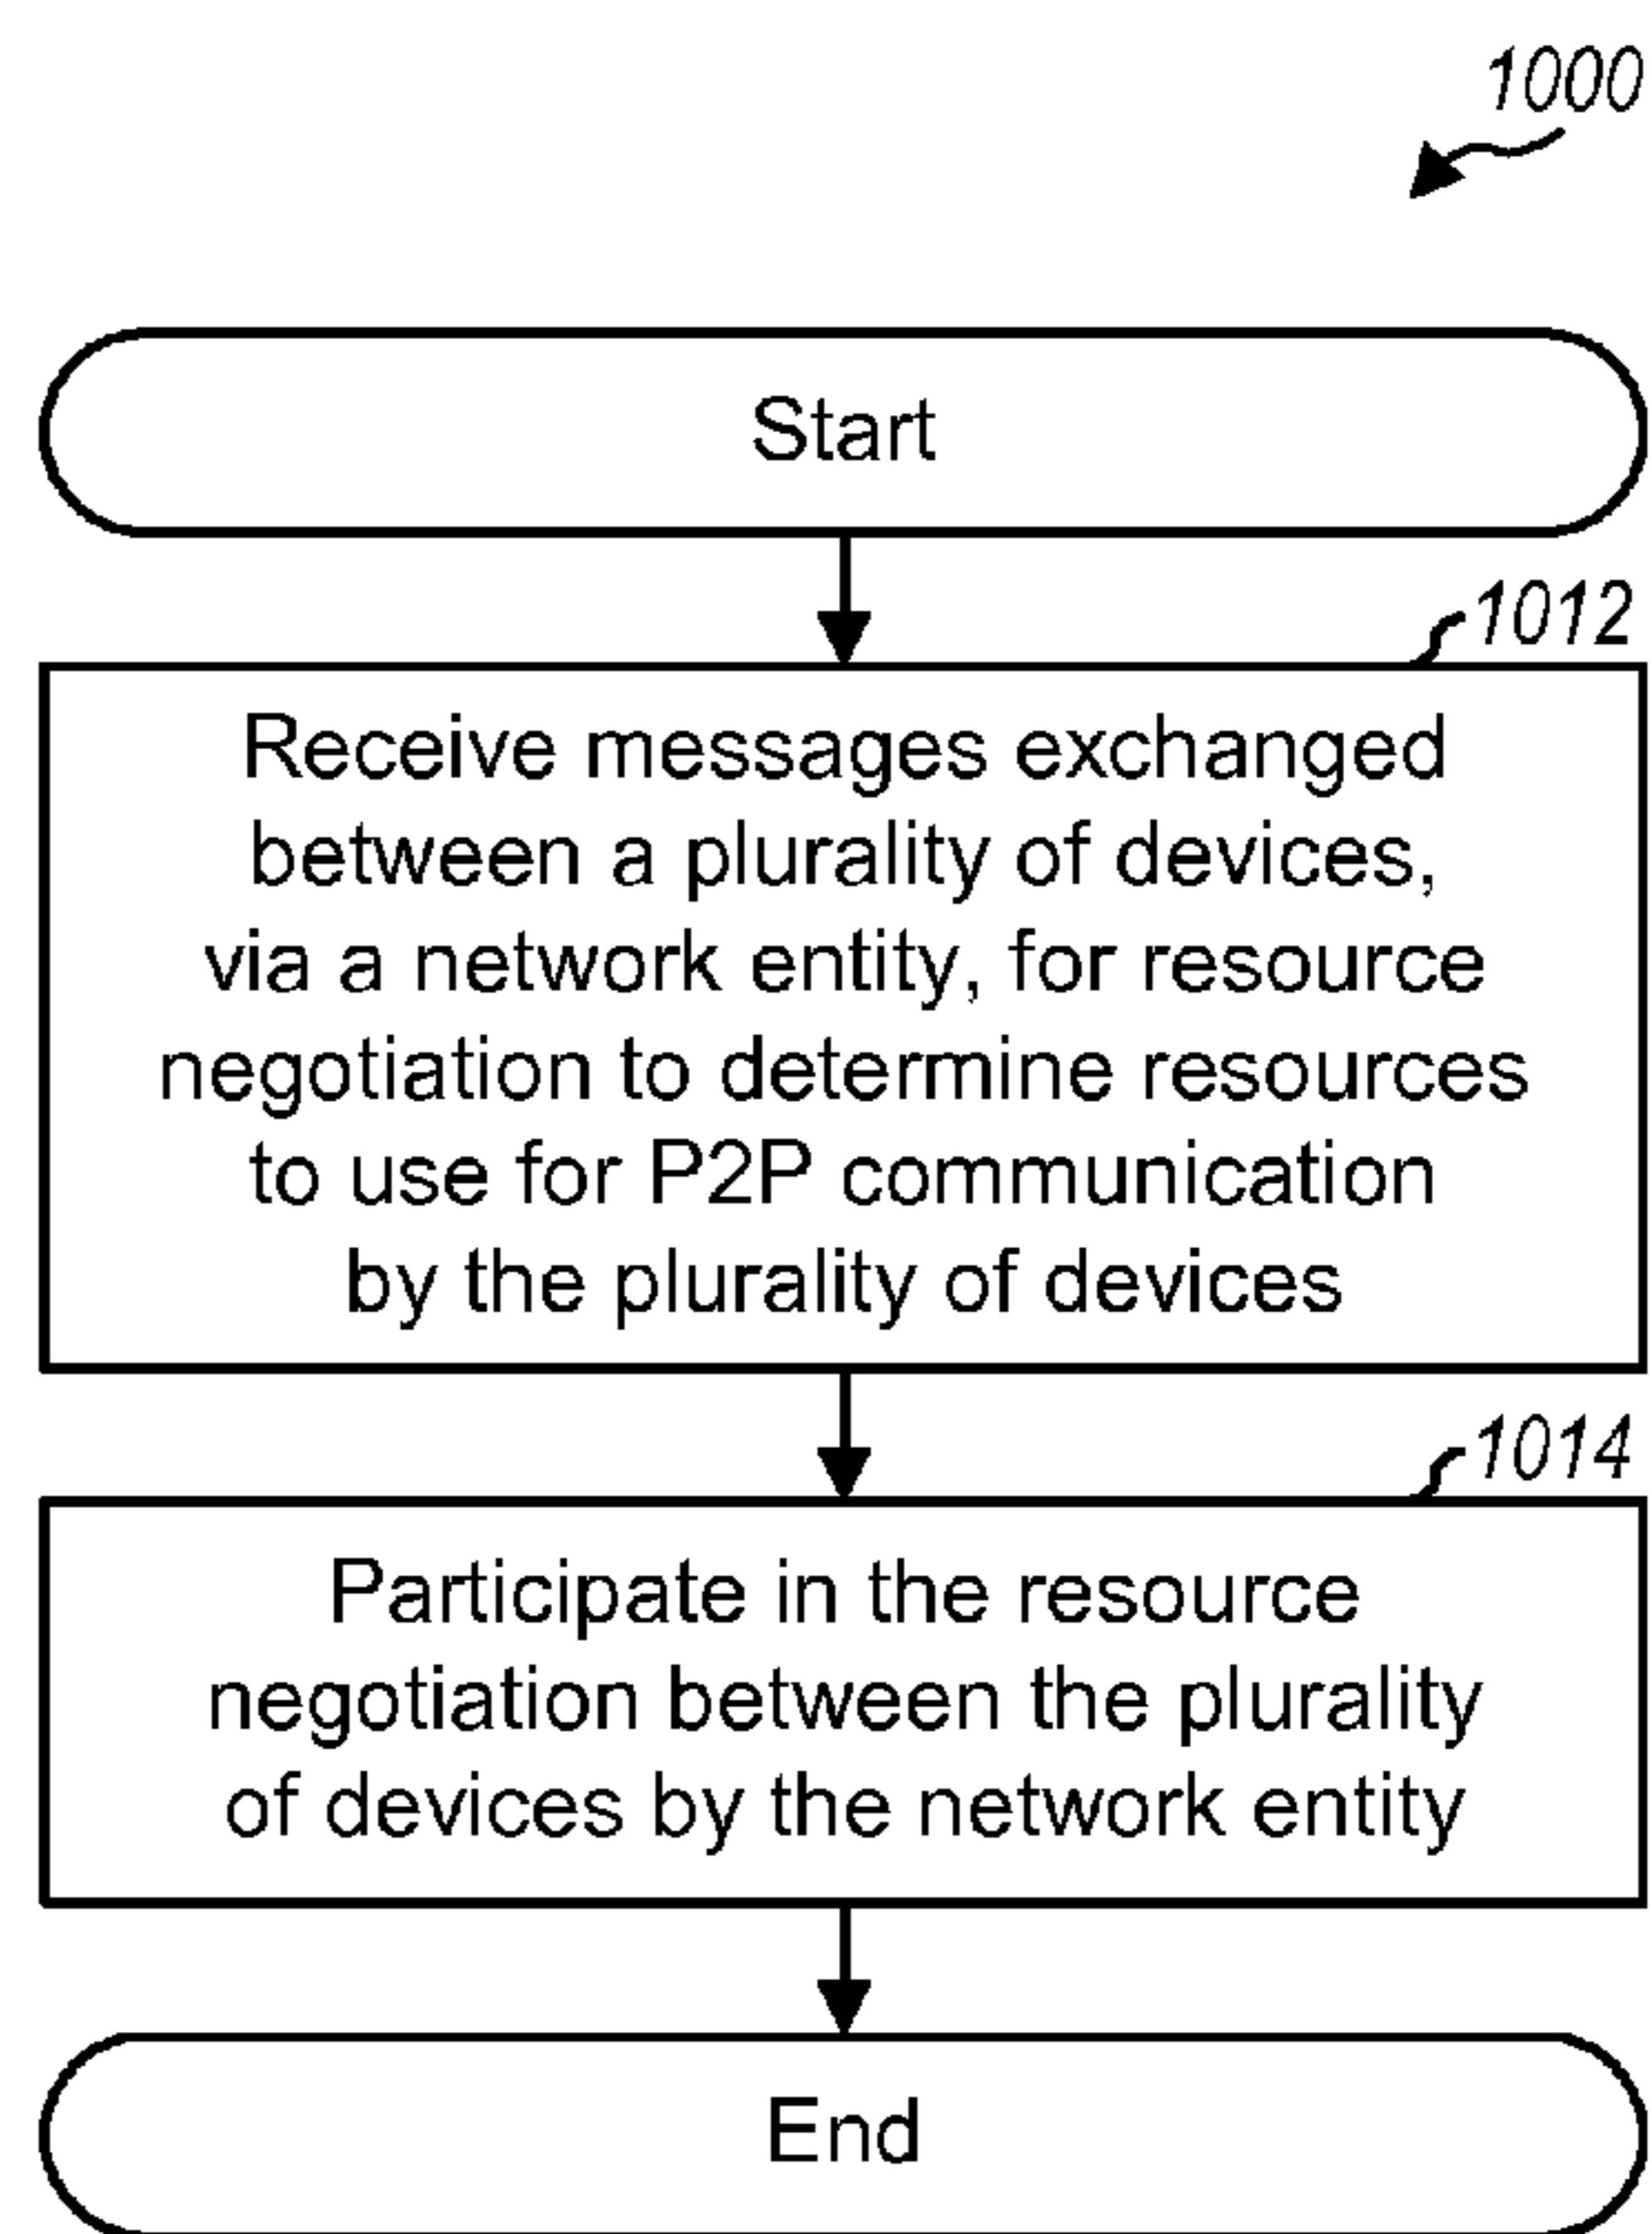 1000
Start
1012
Receive messages exchanged
between a plurality of devices,
via a network entity, for resource
negotiation to determine resources
to use for P2P communication
by the plurality of devices
1014
Participate in the resource
negotiation between the plurality
of devices by the network entity
End